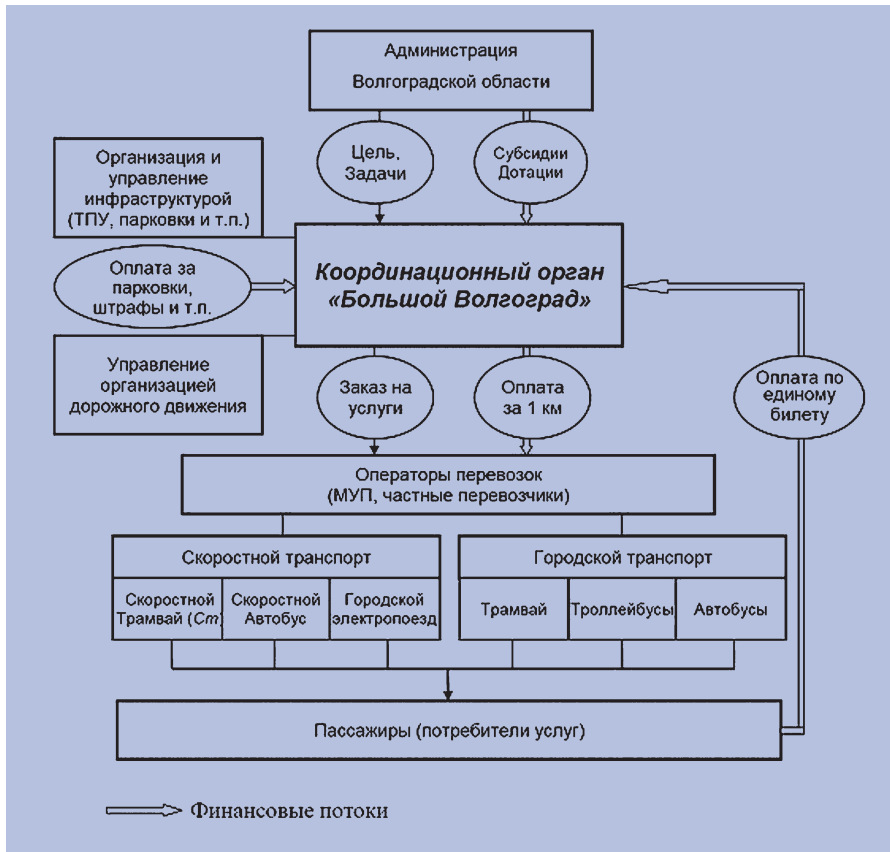 Администрация
Волгоградской области
Цель,
Задачи
Субсидии
Дотации
Организация и
управление
инфраструктурой
(ТПУ, парковки и т.п.)
Оплата за
парковки,
штрафы и т.п.
Управление
организацией
дорожного движения
Координационный орган
«Большой Волгоград»
Заказ на
услуги
Оплата
за 1 км
Оплата по
единому
билету
Операторы перевозок
(МУП, частные перевозчики)
Скоростной транспорт
Скоростной
Трамвай (Ст)
Скоростной
Автобус
Городской
электропоезд
Городской транспорт
Трамвай
Троллейбусы
Автобусы
Пассажиры (потребители услуг)
Финансовые потоки